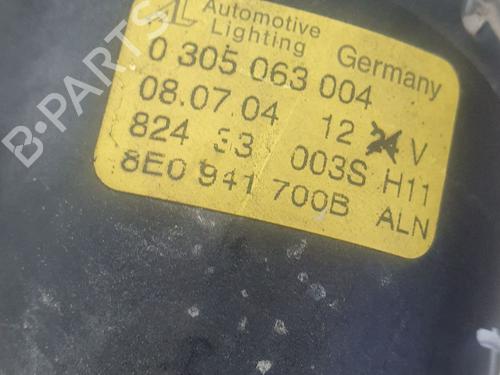 AL Automotive
Lighting Germany
0 305 063 004
08.07.04 12 24 V
824 33 003S H11
8E0 941 700B ALN
B-PARTS